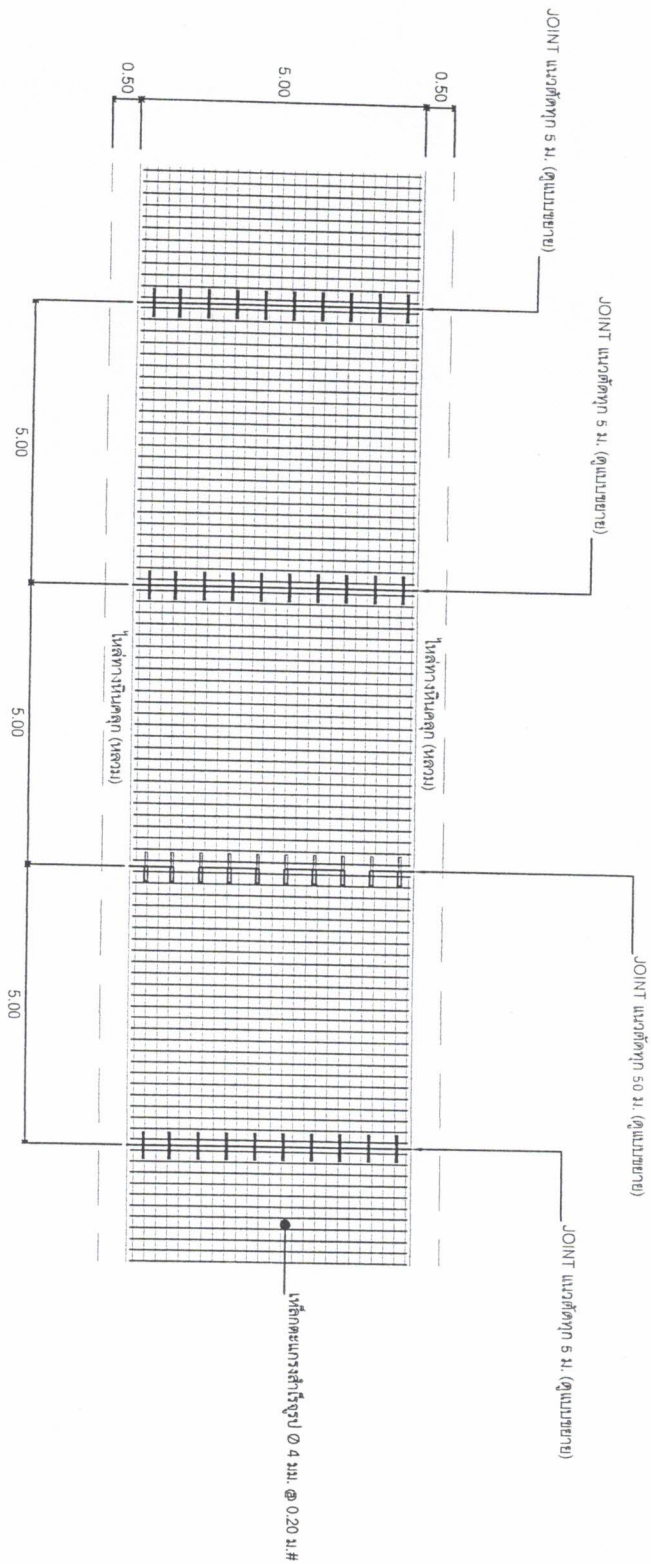 JOINT แนวตัดทุก 5 ม. (ดูแบบขยาย)
JOINT แนวตัดทุก 5 ม. (ดูแบบขยาย)
JOINT แนวตัดทุก 50 ม. (ดูแบบขยาย)
JOINT แนวตัดทุก 5 ม. (ดูแบบขยาย)
0.50
5.00
0.50
ไหล่ทางหินคลุก (หลวม)
ไหล่ทางหินคลุก (หลวม)
เหล็กตะแกรงสำเร็จรูป Ø 4 มม. @ 0.20 ม.#
5.00
5.00
5.00